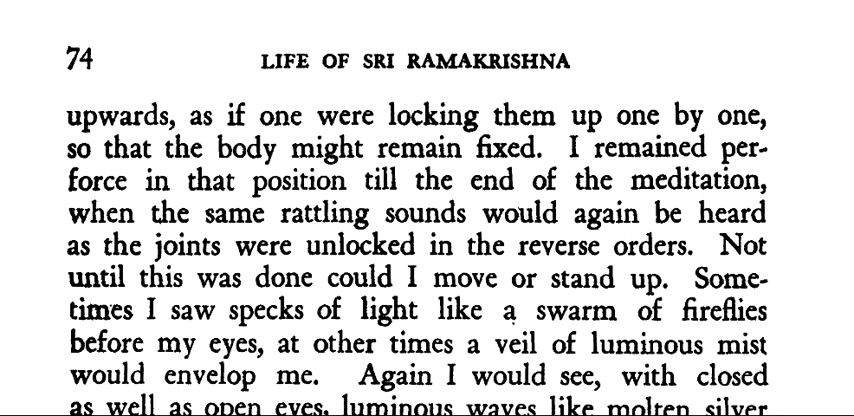 74 LIFE OF SRI RAMAKRISHNA
upwards, as if one were locking them up one by one,
so that the body might remain fixed. I remained per-
force in that position till the end of the meditation,
when the same rattling sounds would again be heard
as the joints were unlocked in the reverse orders. Not
until this was done could I move or stand up. Some-
times I saw specks of light like a swarm of fireflies
before my eyes, at other times a veil of luminous mist
would envelop me. Again I would see, with closed
as well as open eyes, luminous waves like molten silver